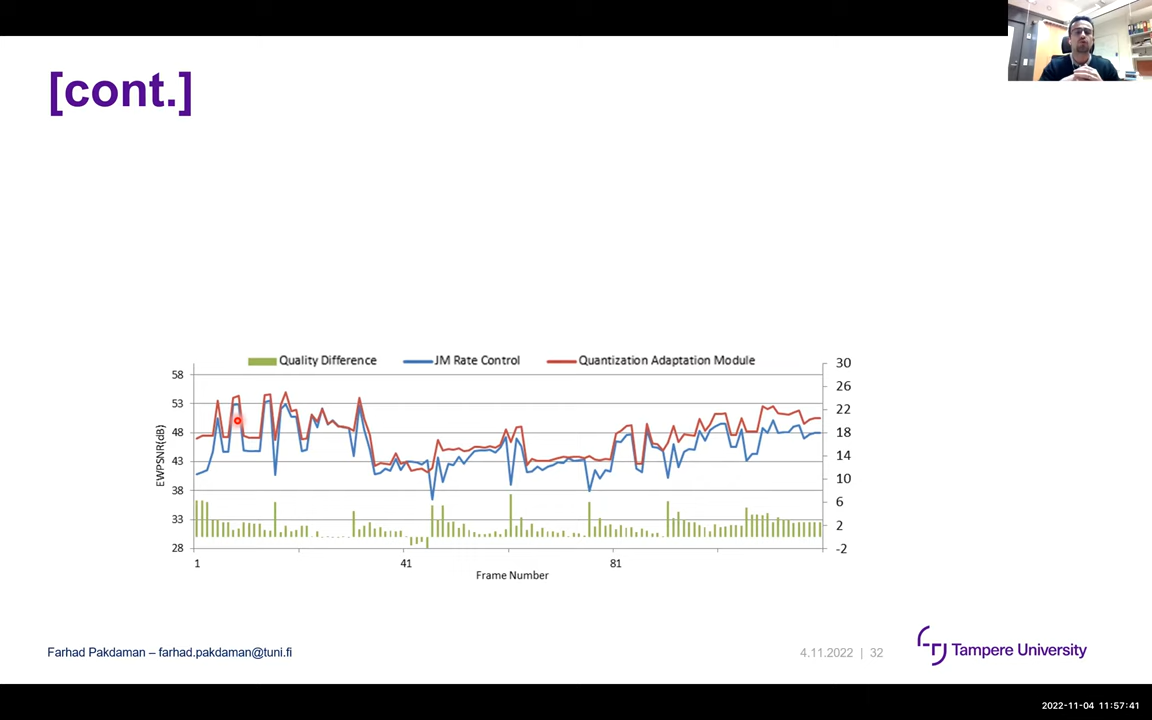 [cont.]
Quality Difference JM Rate Control Quantization Adaptation Module
58
53
48
43
38
33
28
EWPSNR(dB)
30
26
22
18
14
10
6
2
-2
1 41 81
Frame Number
Farhad Pakdaman – farhad.pakdaman@tuni.fi
4.11.2022 | 32
Tampere University
2022-11-04 11:57:41